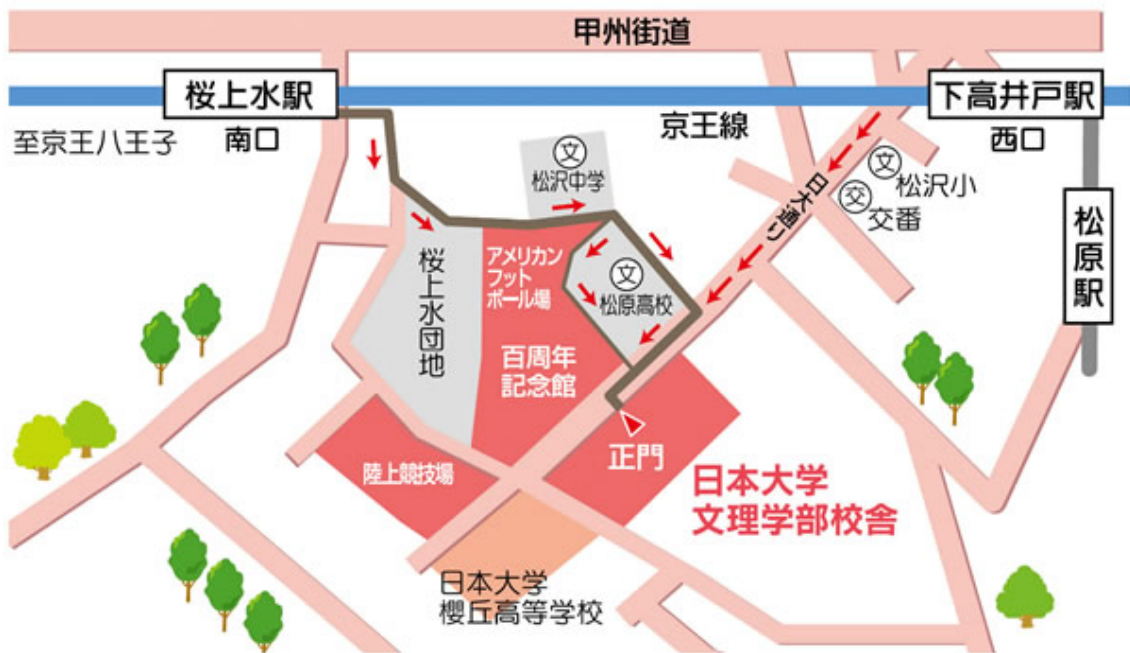 甲州街道
桜上水駅
下高井戸駅
至京王八王子
南口
京王線
西口
文
松沢中学
文
松沢小
交
交番
日大通り
松原駅
桜上水団地
アメリカン
フット
ボール場
文
松原高校
百周年
記念館
正門
陸上競技場
日本大学
文理学部校舎
日本大学
櫻丘高等学校